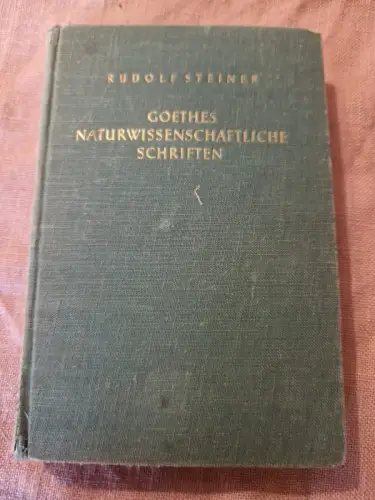 RUDOLF STEINER
GOETHES
NATURWISSENSCHAFTLICHE
SCHRIFTEN